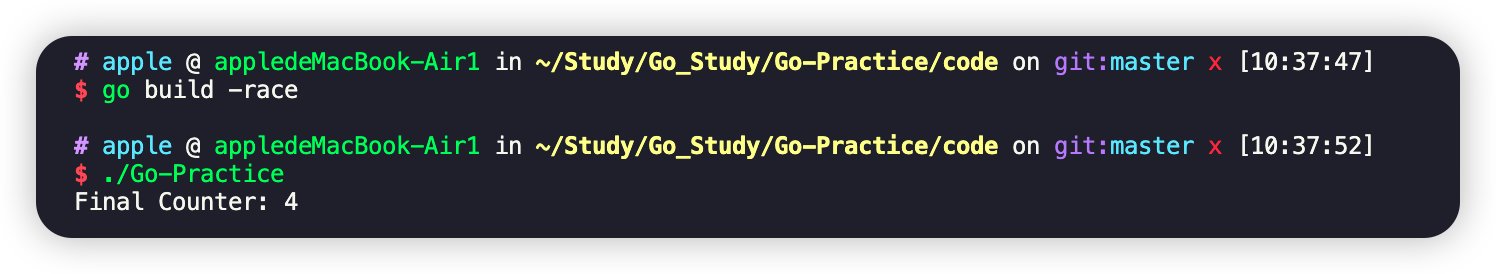 # apple @ appledeMacBook-Air1 in ~/Study/Go_Study/Go-Practice/code on git:master x [10:37:47]
$ go build -race
# apple @ appledeMacBook-Air1 in ~/Study/Go_Study/Go-Practice/code on git:master x [10:37:52]
$ ./Go-Practice
Final Counter: 4